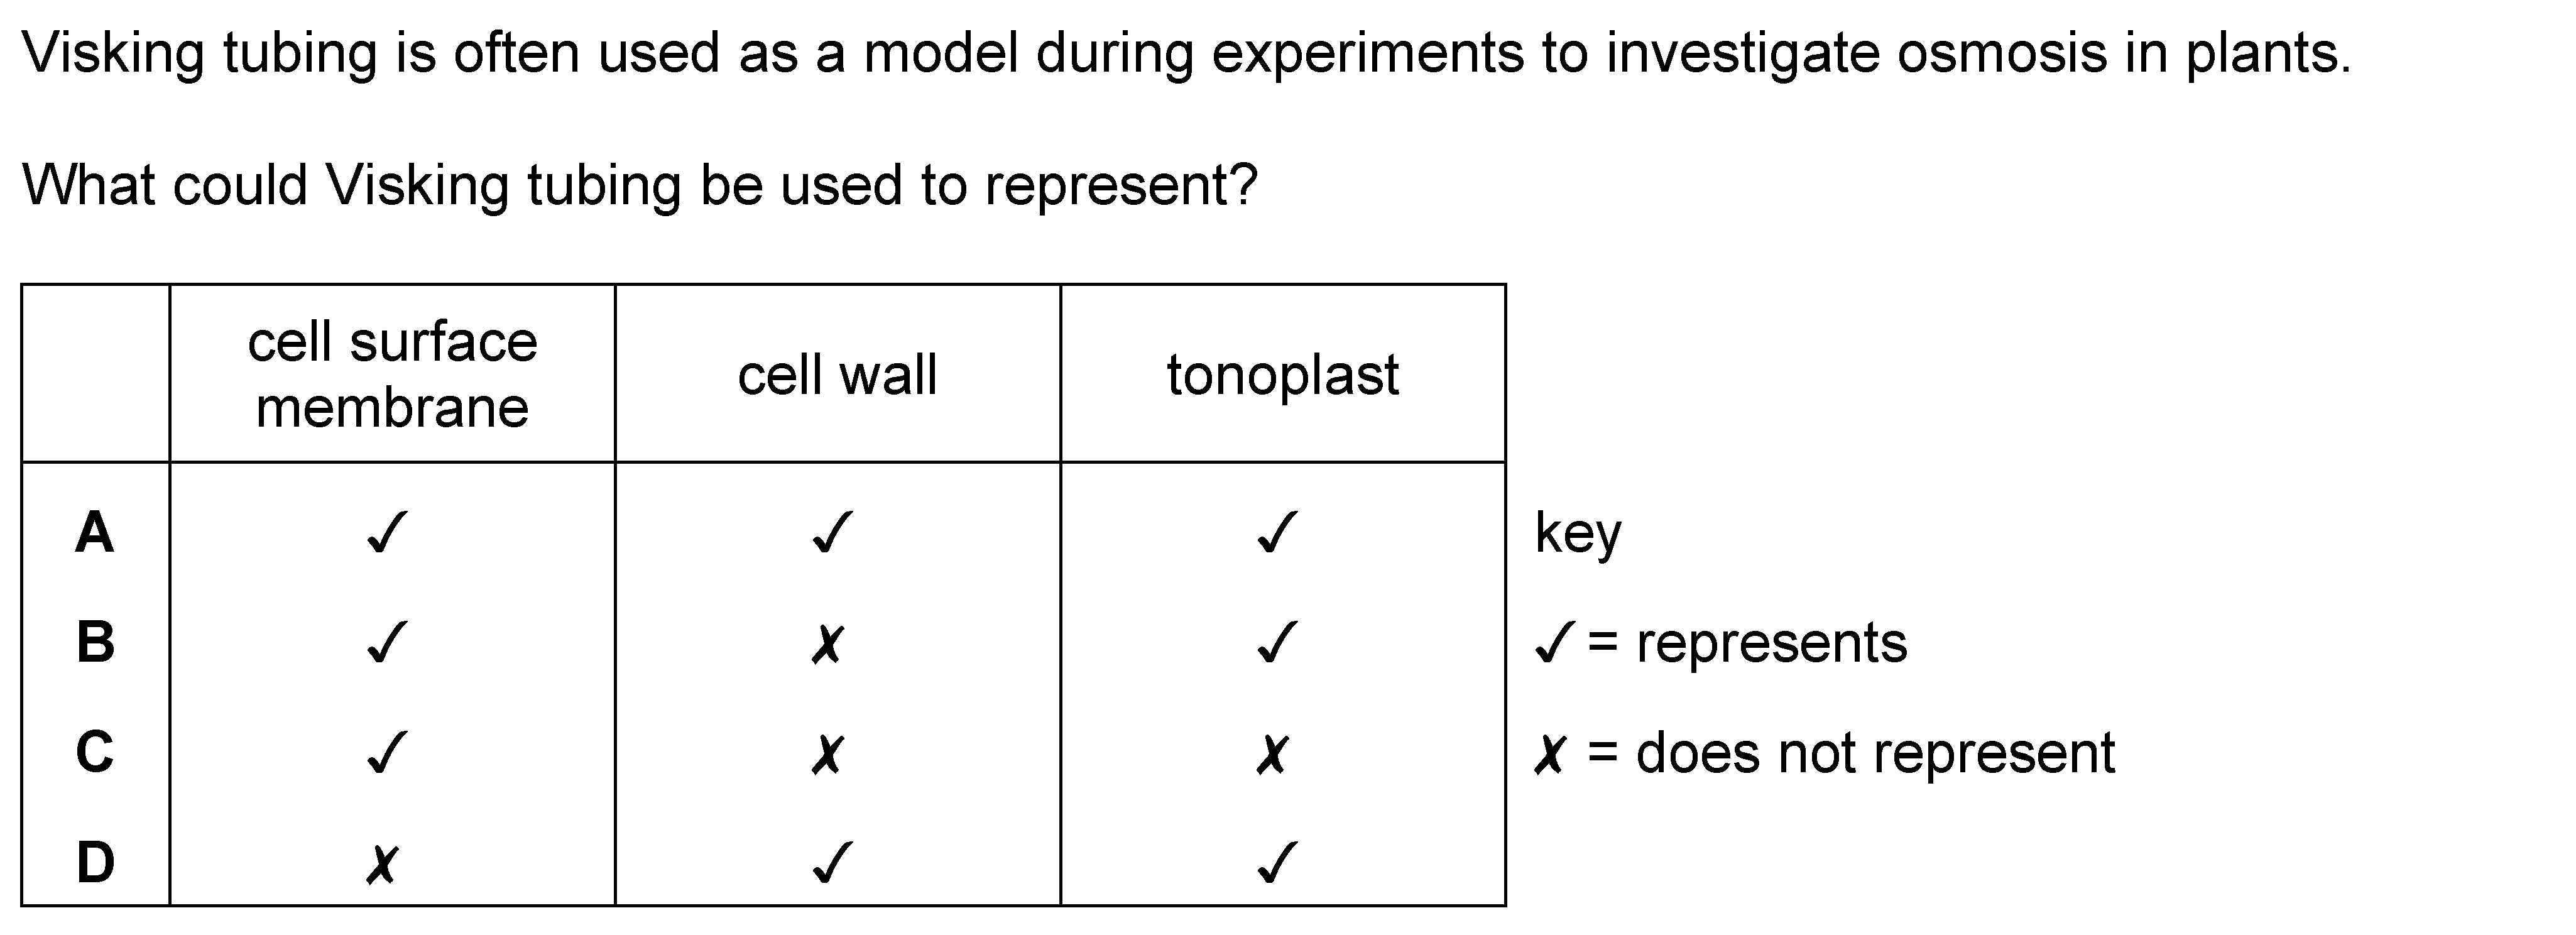 Visking tubing is often used as a model during experiments to investigate osmosis in plants.
What could Visking tubing be used to represent?
cell surface membrane cell wall tonoplast
A ✓ ✓ ✓ key
B ✓ ✗ ✓ ✓ = represents
C ✓ ✗ ✗ ✗ = does not represent
D ✗ ✓ ✓